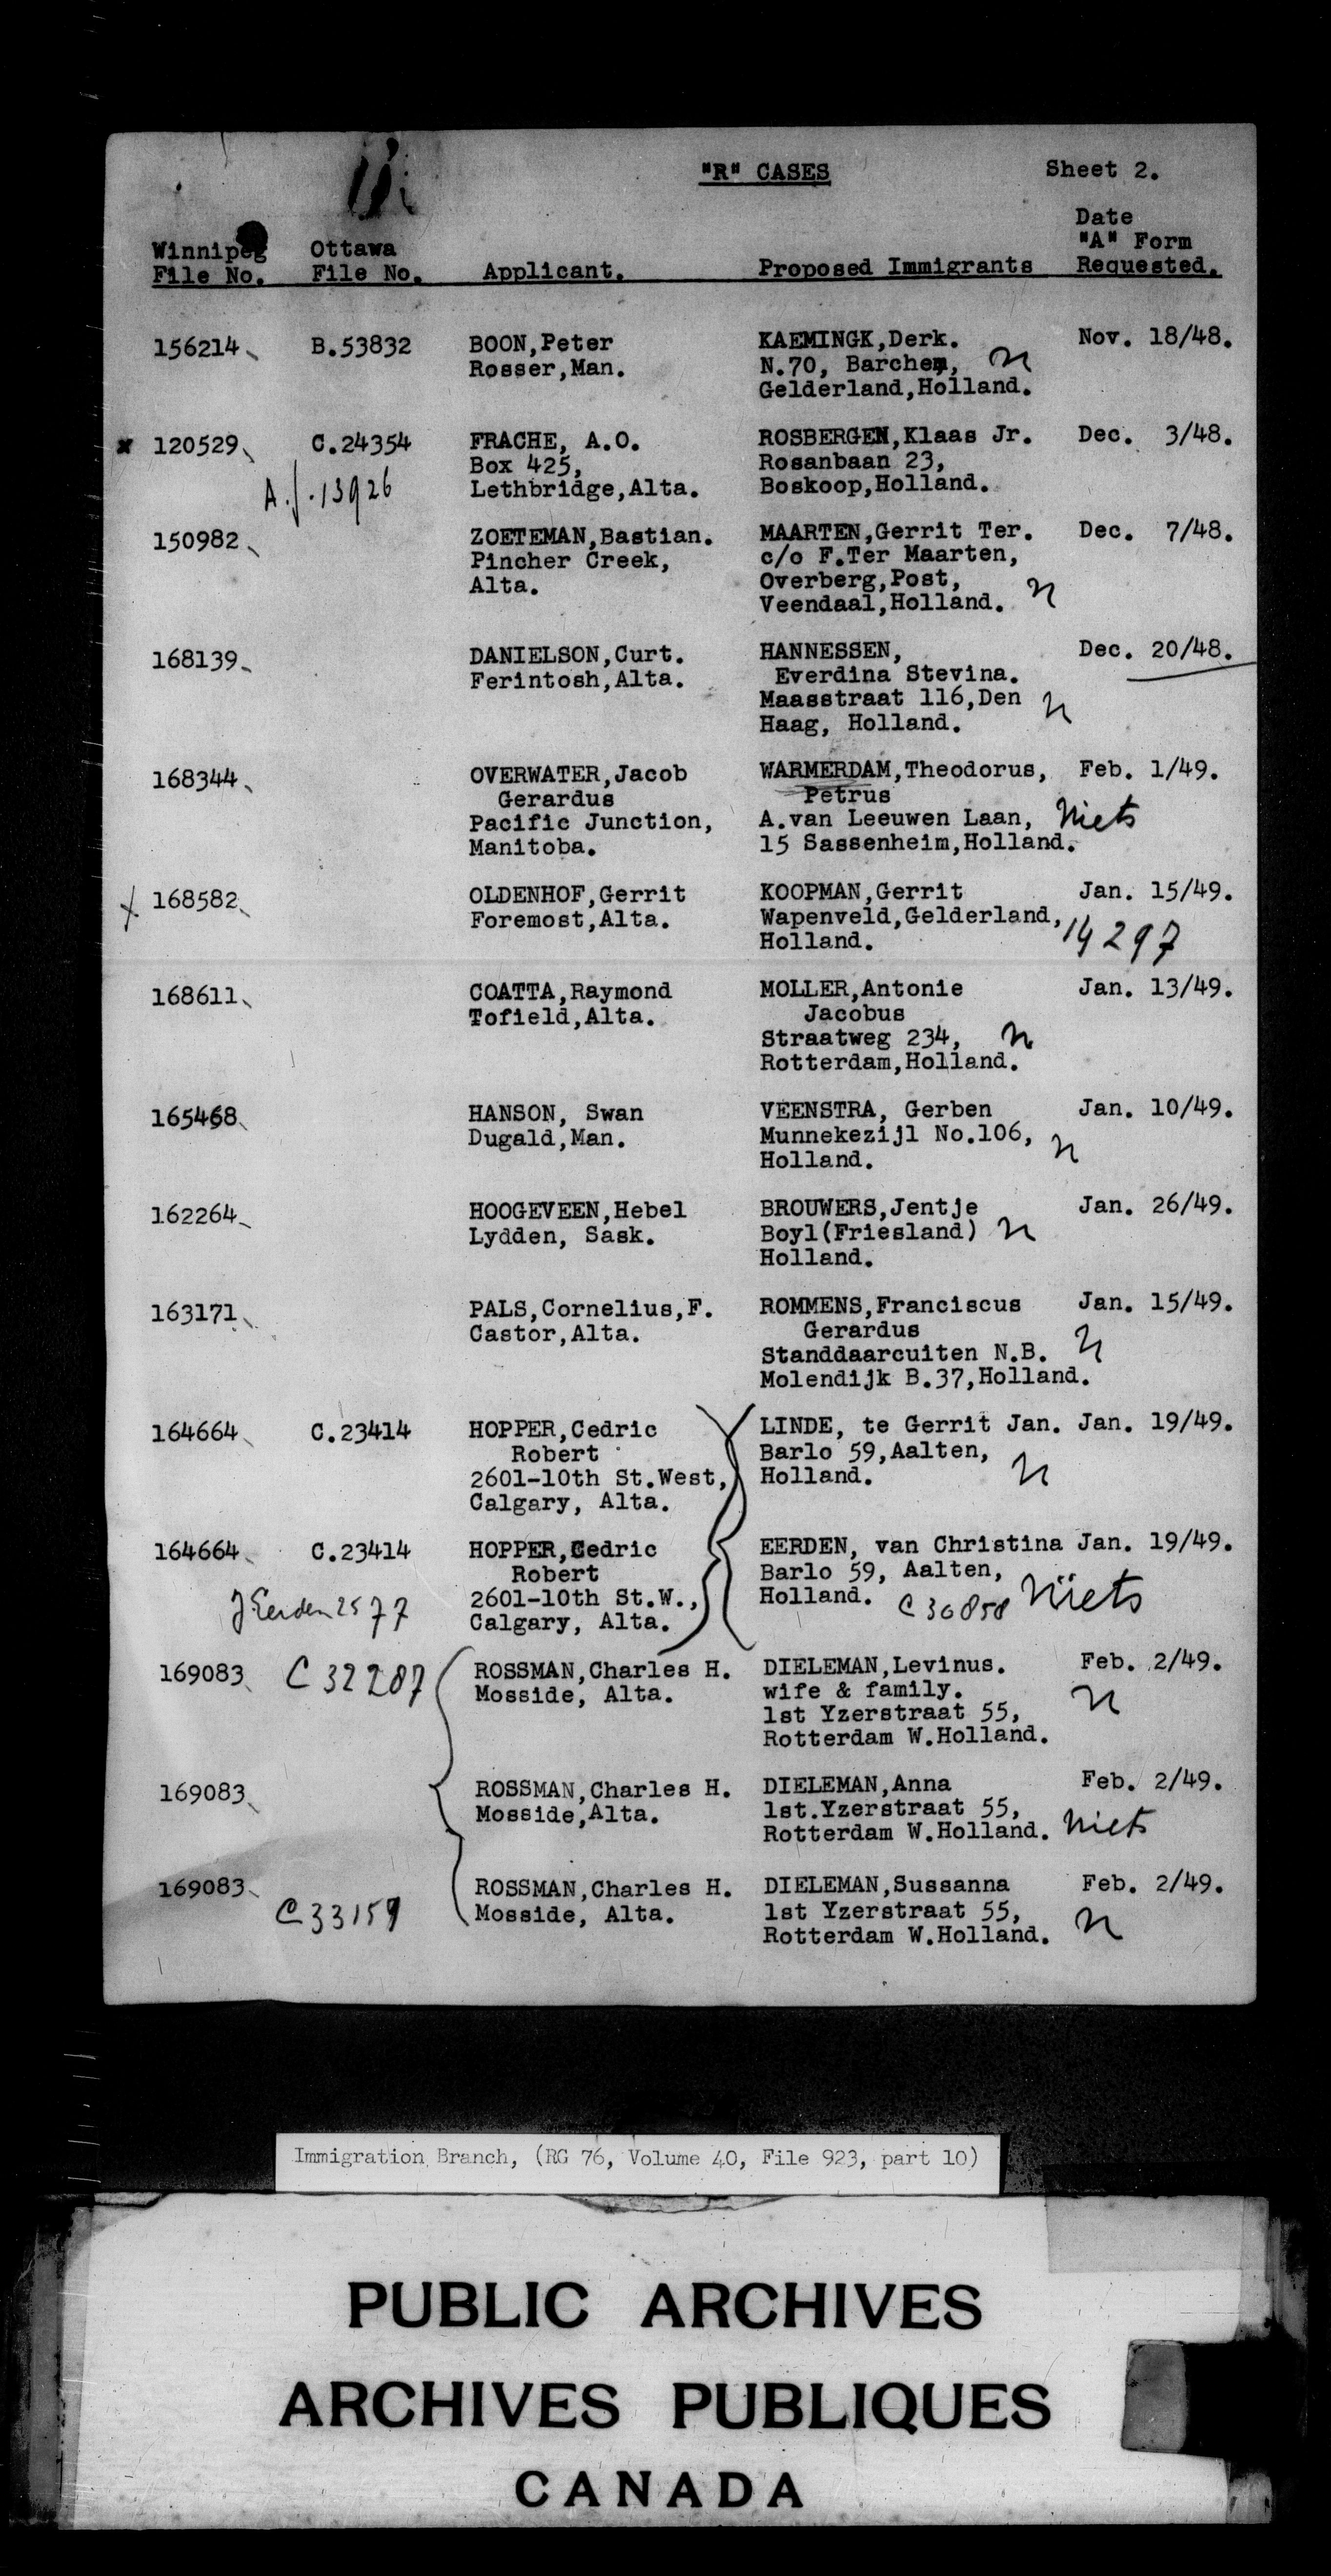 "R" CASES Sheet 2.
Winnipeg File No. Ottawa File No. Applicant. Proposed Immigrants Date "A" Form Requested.
156214 B.53832 BOON,Peter KAEMINGK,Derk. Nov. 18/48.
Rosser,Man. N.70, Barchem, n
Gelderland,Holland.
x 120529 C.24354 FRACHE, A.O. ROSBERGEN,Klaas Jr. Dec. 3/48.
Box 425, Rosanbaan 23,
A.f.13926 Lethbridge,Alta. Boskoop,Holland.
150982 ZOETEMAN,Bastian. MAARTEN,Gerrit Ter. Dec. 7/48.
Pincher Creek, c/o F.Ter Maarten,
Alta. Overberg,Post,
Veendaal,Holland. n
168139 DANIELSON,Curt. HANNESSEN, Dec. 20/48.
Ferintosh,Alta. Everdina Stevina.
Maasstraat 116,Den n
Haag, Holland.
168344 OVERWATER,Jacob WARMERDAM,Theodorus, Feb. 1/49.
Gerardus Petrus
Pacific Junction, A.van Leeuwen Laan, Niets
Manitoba. 15 Sassenheim,Holland.
x 168582 OLDENHOF,Gerrit KOOPMAN,Gerrit Jan. 15/49.
Foremost,Alta. Wapenveld,Gelderland,
Holland. 14297
168611 COATTA,Raymond MOLLER,Antonie Jan. 13/49.
Tofield,Alta. Jacobus
Straatweg 234, n
Rotterdam,Holland.
165468 HANSON, Swan VEENSTRA, Gerben Jan. 10/49.
Dugald,Man. Munnekezijl No.106, n
Holland.
162264 HOOGEVEEN,Hebel BROUWERS,Jentje Jan. 26/49.
Lydden, Sask. Boyl(Friesland) n
Holland.
163171 PALS,Cornelius,F. ROMMENS,Franciscus Jan. 15/49.
Castor,Alta. Gerardus
Standdaarcuiten N.B. n
Molendijk B.37,Holland.
164664 C.23414 HOPPER,Cedric LINDE, te Gerrit Jan. Jan. 19/49.
Robert Barlo 59,Aalten,
2601-10th St.West, Holland. n
Calgary, Alta.
164664 C.23414 HOPPER,Cedric EERDEN, van Christina Jan. 19/49.
Robert Barlo 59, Aalten,
J Eerden 2577 2601-10th St.W., Holland. C 30858 Niets
Calgary, Alta.
169083 C 32287 ROSSMAN,Charles H. DIELEMAN,Levinus. Feb. 2/49.
Mosside, Alta. wife & family. n
1st Yzerstraat 55,
Rotterdam W.Holland.
169083 ROSSMAN,Charles H. DIELEMAN,Anna Feb. 2/49.
Mosside,Alta. 1st.Yzerstraat 55,
Rotterdam W.Holland. Niets
169083 ROSSMAN,Charles H. DIELEMAN,Sussanna Feb. 2/49.
C 33159 Mosside, Alta. 1st Yzerstraat 55,
Rotterdam W.Holland. n
Immigration Branch, (RG 76, Volume 40, File 923, part 10)
PUBLIC ARCHIVES
ARCHIVES PUBLIQUES
CANADA